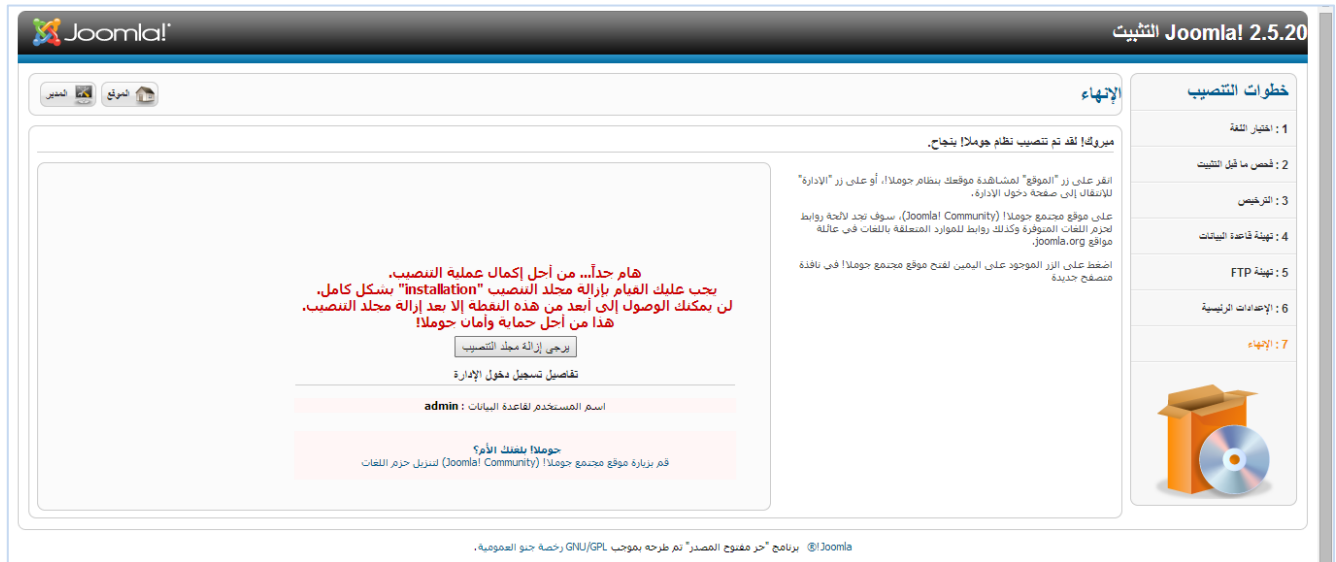 Joomla! 2.5.20 التثبيت
Joomla!
خطوات التنصيب
1 : اختيار اللغة
2 : فحص ما قبل التثبيت
3 : الترخيص
4 : تهيئة قاعدة البيانات
5 : تهيئة FTP
6 : الإعدادات الرئيسية
7 : الإنهاء
الإنهاء
الموقع
المدير
مبروك! لقد تم تنصيب نظام جوملا! بنجاح.
انقر على زر "الموقع" لمشاهدة موقعك بنظام جوملا!، أو على زر "الإدارة"
للإنتقال إلى صفحة دخول الإدارة.
على موقع مجتمع جوملا! (Joomla! Community)، سوف تجد لائحة روابط
لحزم اللغات المتوفرة وكذلك روابط للموارد المتعلقة باللغات في عائلة
مواقع joomla.org.
اضغط على الزر الموجود على اليمين لفتح موقع مجتمع جوملا! في نافذة
متصفح جديدة
هام جداً... من أجل إكمال عملية التنصيب.
يجب عليك القيام بإزالة مجلد التنصيب "installation" بشكل كامل.
لن يمكنك الوصول إلى أبعد من هذه النقطة إلا بعد إزالة مجلد التنصيب.
هذا من أجل حماية وأمان جوملا!
يرجى إزالة مجلد التنصيب
تفاصيل تسجيل دخول الإدارة
اسم المستخدم لقاعدة البيانات : admin
جوملا! بلغتك الأم؟
قم بزيارة موقع مجتمع جوملا! (Joomla! Community) لتنزيل حزم اللغات
Joomla!® برنامج "حر مفتوح المصدر" تم طرحه بموجب GNU/GPL رخصة جنو العمومية.